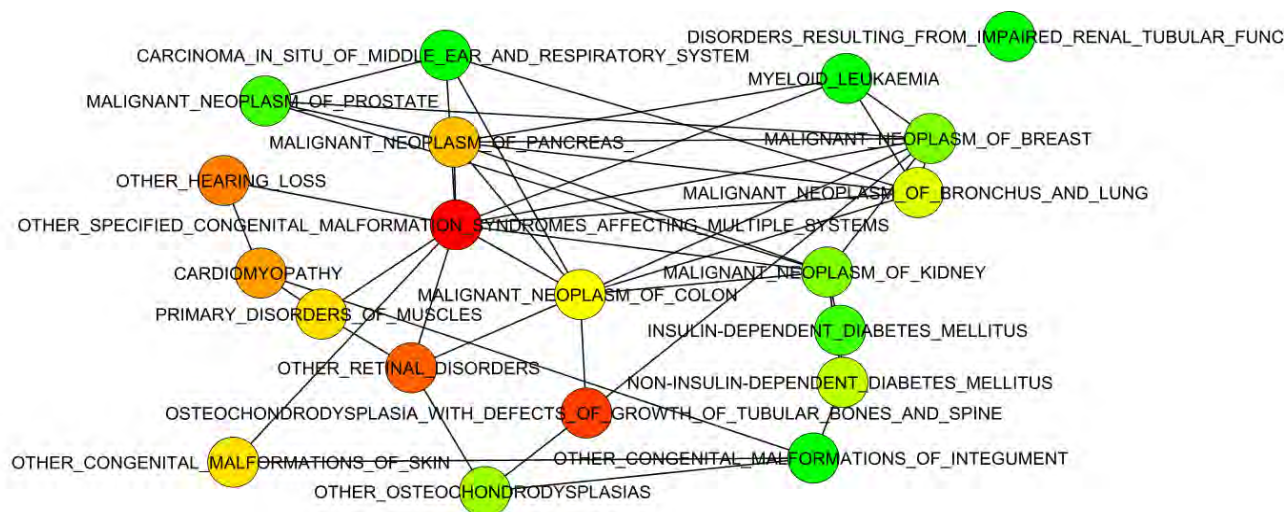 DISORDERS_RESULTING_FROM_IMPAIRED_RENAL_TUBULAR_FUNC
CARCINOMA_IN_SITU_OF_MIDDLE_EAR_AND_RESPIRATORY_SYSTEM
MYELOID_LEUKAEMIA
MALIGNANT_NEOPLASM_OF_PROSTATE
MALIGNANT_NEOPLASM_OF_PANCREAS_
MALIGNANT_NEOPLASM_OF_BREAST
OTHER_HEARING_LOSS
MALIGNANT_NEOPLASM_OF_BRONCHUS_AND_LUNG
OTHER_SPECIFIED_CONGENITAL_MALFORMATION_SYNDROMES_AFFECTING_MULTIPLE_SYSTEMS
CARDIOMYOPATHY
MALIGNANT_NEOPLASM_OF_KIDNEY
MALIGNANT_NEOPLASM_OF_COLON
PRIMARY_DISORDERS_OF_MUSCLES
INSULIN-DEPENDENT_DIABETES_MELLITUS
OTHER_RETINAL_DISORDERS
NON-INSULIN-DEPENDENT_DIABETES_MELLITUS
OSTEOCHONDRODYSPLASIA_WITH_DEFECTS_OF_GROWTH_OF_TUBULAR_BONES_AND_SPINE
OTHER_CONGENITAL_MALFORMATIONS_OF_SKIN
OTHER_CONGENITAL_MALFORMATIONS_OF_INTEGUMENT
OTHER_OSTEOCHONDRODYSPLASIAS